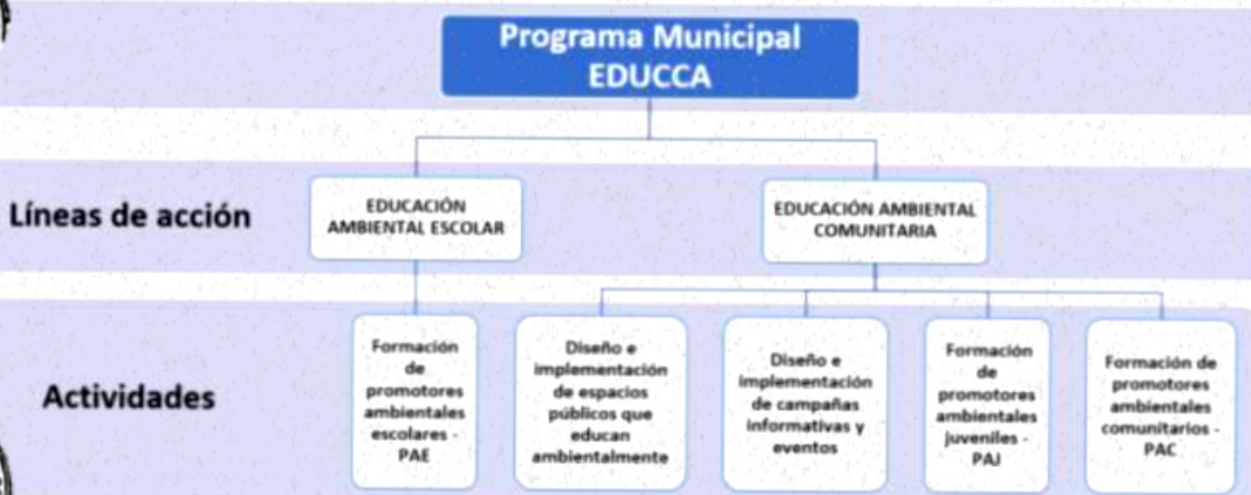 Programa Municipal
EDUCCA
Líneas de acción
EDUCACIÓN
AMBIENTAL ESCOLAR
EDUCACIÓN AMBIENTAL
COMUNITARIA
Actividades
Formación
de
promotores
ambientales
escolares -
PAE
Diseño e
implementación
de espacios
públicos que
educan
ambientalmente
Diseño e
implementación
de campañas
informativas y
eventos
Formación
de
promotores
ambientales
juveniles -
PAJ
Formación de
promotores
ambientales
comunitarios -
PAC